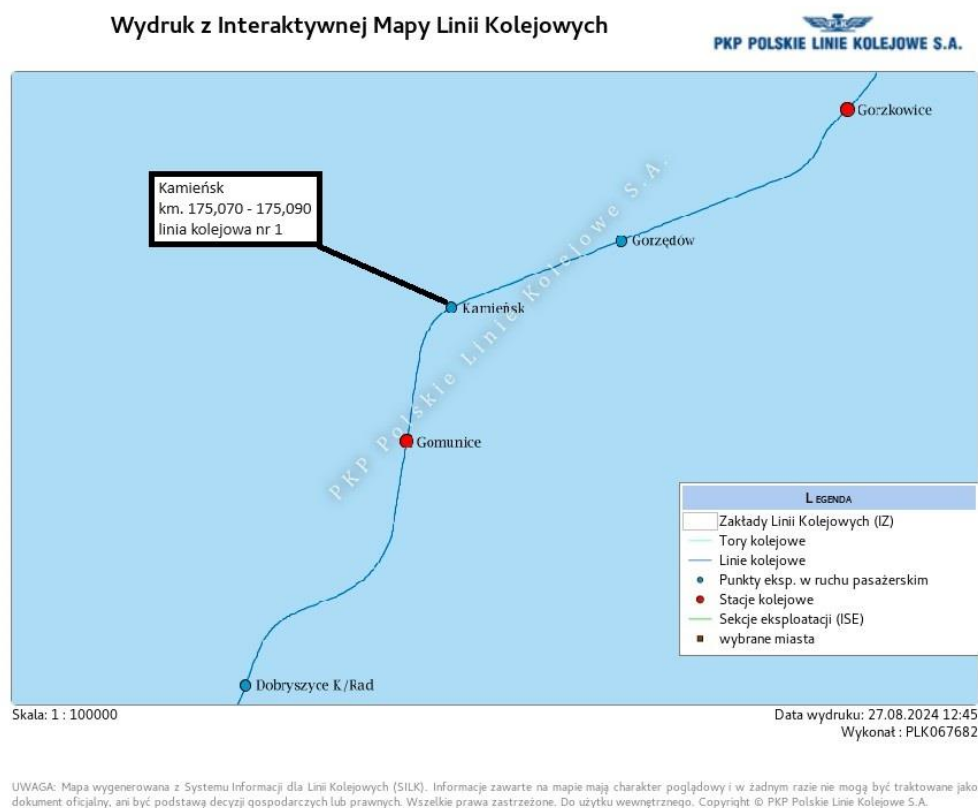 Wydruk z Interaktywnej Mapy Linii Kolejowych
PLK
PKP POLSKIE LINIE KOLEJOWE S.A.
Gorzkowice
Kamieńsk
km. 175,070 - 175,090
linia kolejowa nr 1
Gorzędów
Kamieńsk
PKP Polskie Linie Kolejowe S.A.
Gomunice
LEGENDA
Zakłady Linii Kolejowych (IZ)
Tory kolejowe
Linie kolejowe
Punkty eksp. w ruchu pasażerskim
Stacje kolejowe
Sekcje eksploatacji (ISE)
wybrane miasta
Dobryszyce K/Rad
Skala: 1 : 100000
Data wydruku: 27.08.2024 12:45
Wykonał : PLK067682
UWAGA: Mapa wygenerowana z Systemu Informacji dla Linii Kolejowych (SILK). Informacje zawarte na mapie mają charakter poglądowy i w żadnym razie nie mogą być traktowane jako
dokument oficjalny, ani być podstawą decyzji gospodarczych lub prawnych. Wszelkie prawa zastrzeżone. Do użytku wewnętrznego. Copyright © PKP Polskie Linie Kolejowe S.A.